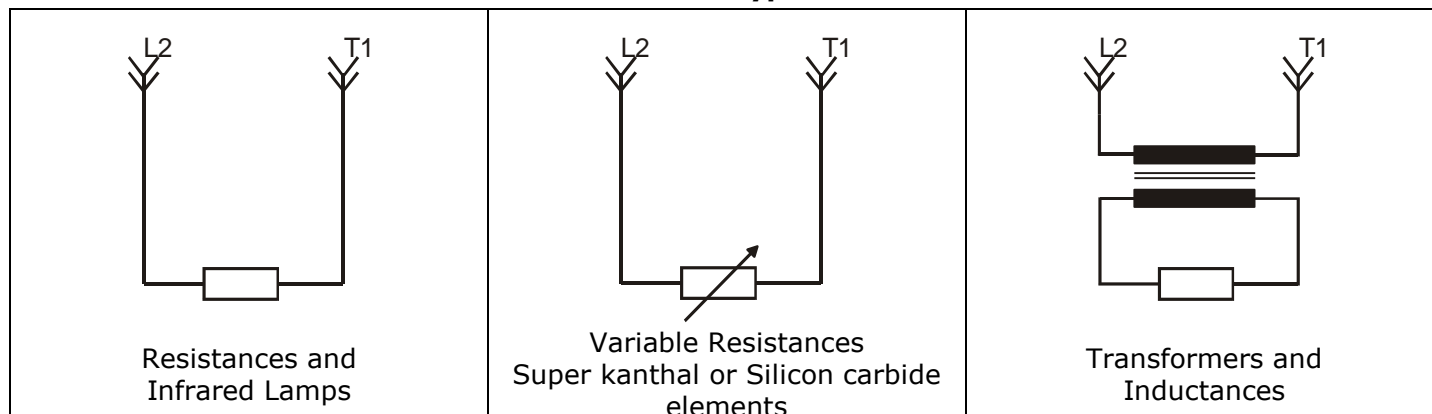 L2 T1
Resistances and
Infrared Lamps
L2 T1
Variable Resistances
Super kanthal or Silicon carbide
elements
L2 T1
Transformers and
Inductances